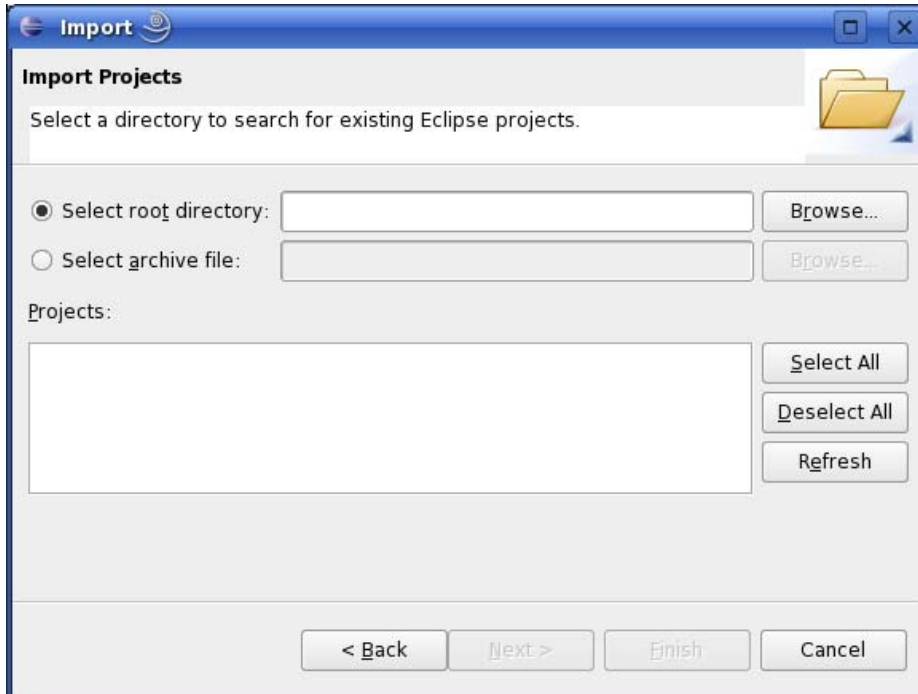 Import
Import Projects
Select a directory to search for existing Eclipse projects.
Select root directory:
Browse...
Select archive file:
Browse...
Projects:
Select All
Deselect All
Refresh
< Back
Next >
Finish
Cancel